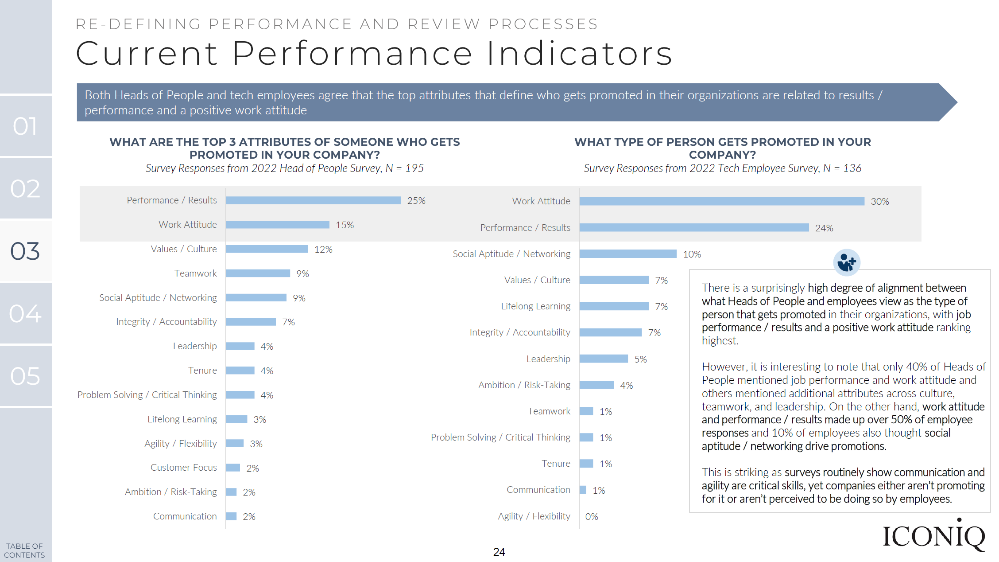 RE-DEFINING PERFORMANCE AND REVIEW PROCESSES
Current Performance Indicators
Both Heads of People and tech employees agree that the top attributes that define who gets promoted in their organizations are related to results /
performance and a positive work attitude
01
02
03
04
05
TABLE OF
CONTENTS
WHAT ARE THE TOP 3 ATTRIBUTES OF SOMEONE WHO GETS
PROMOTED IN YOUR COMPANY?
Survey Responses from 2022 Head of People Survey, N = 195
Performance / Results 25%
Work Attitude 15%
Values / Culture 12%
Teamwork 9%
Social Aptitude / Networking 9%
Integrity / Accountability 7%
Leadership 4%
Tenure 4%
Problem Solving / Critical Thinking 4%
Lifelong Learning 3%
Agility / Flexibility 3%
Customer Focus 2%
Ambition / Risk-Taking 2%
Communication 2%
WHAT TYPE OF PERSON GETS PROMOTED IN YOUR
COMPANY?
Survey Responses from 2022 Tech Employee Survey, N = 136
Work Attitude 30%
Performance / Results 24%
Social Aptitude / Networking 10%
Values / Culture 7%
Lifelong Learning 7%
Integrity / Accountability 7%
Leadership 5%
Ambition / Risk-Taking 4%
Teamwork 1%
Problem Solving / Critical Thinking 1%
Tenure 1%
Communication 1%
Agility / Flexibility 0%
There is a surprisingly high degree of alignment between
what Heads of People and employees view as the type of
person that gets promoted in their organizations, with job
performance / results and a positive work attitude ranking
highest.
However, it is interesting to note that only 40% of Heads of
People mentioned job performance and work attitude and
others mentioned additional attributes across culture,
teamwork, and leadership. On the other hand, work attitude
and performance / results made up over 50% of employee
responses and 10% of employees also thought social
aptitude / networking drive promotions.
This is striking as surveys routinely show communication and
agility are critical skills, yet companies either aren't promoting
for it or aren't perceived to be doing so by employees.
ICONiQ
24